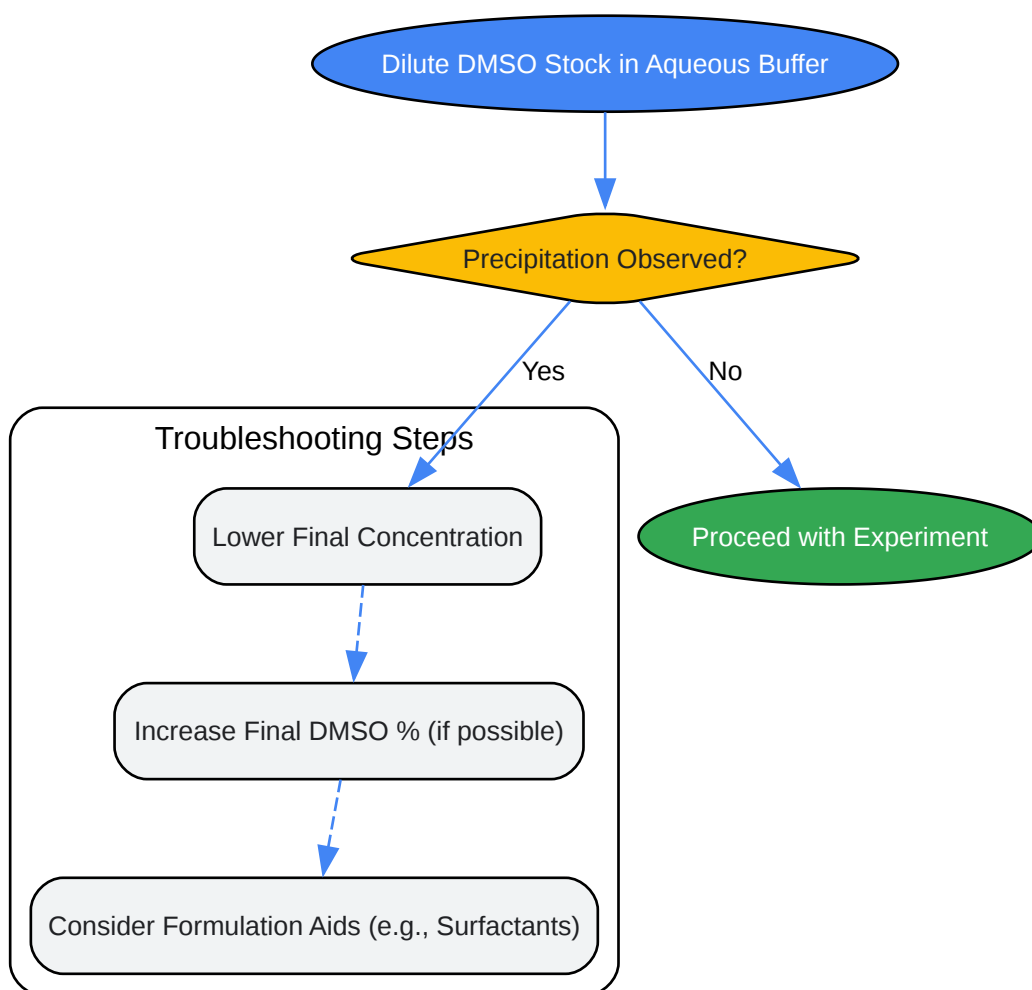 Dilute DMSO Stock in Aqueous Buffer
Precipitation Observed?
Yes
No
Troubleshooting Steps
Lower Final Concentration
Proceed with Experiment
Increase Final DMSO % (if possible)
Consider Formulation Aids (e.g., Surfactants)